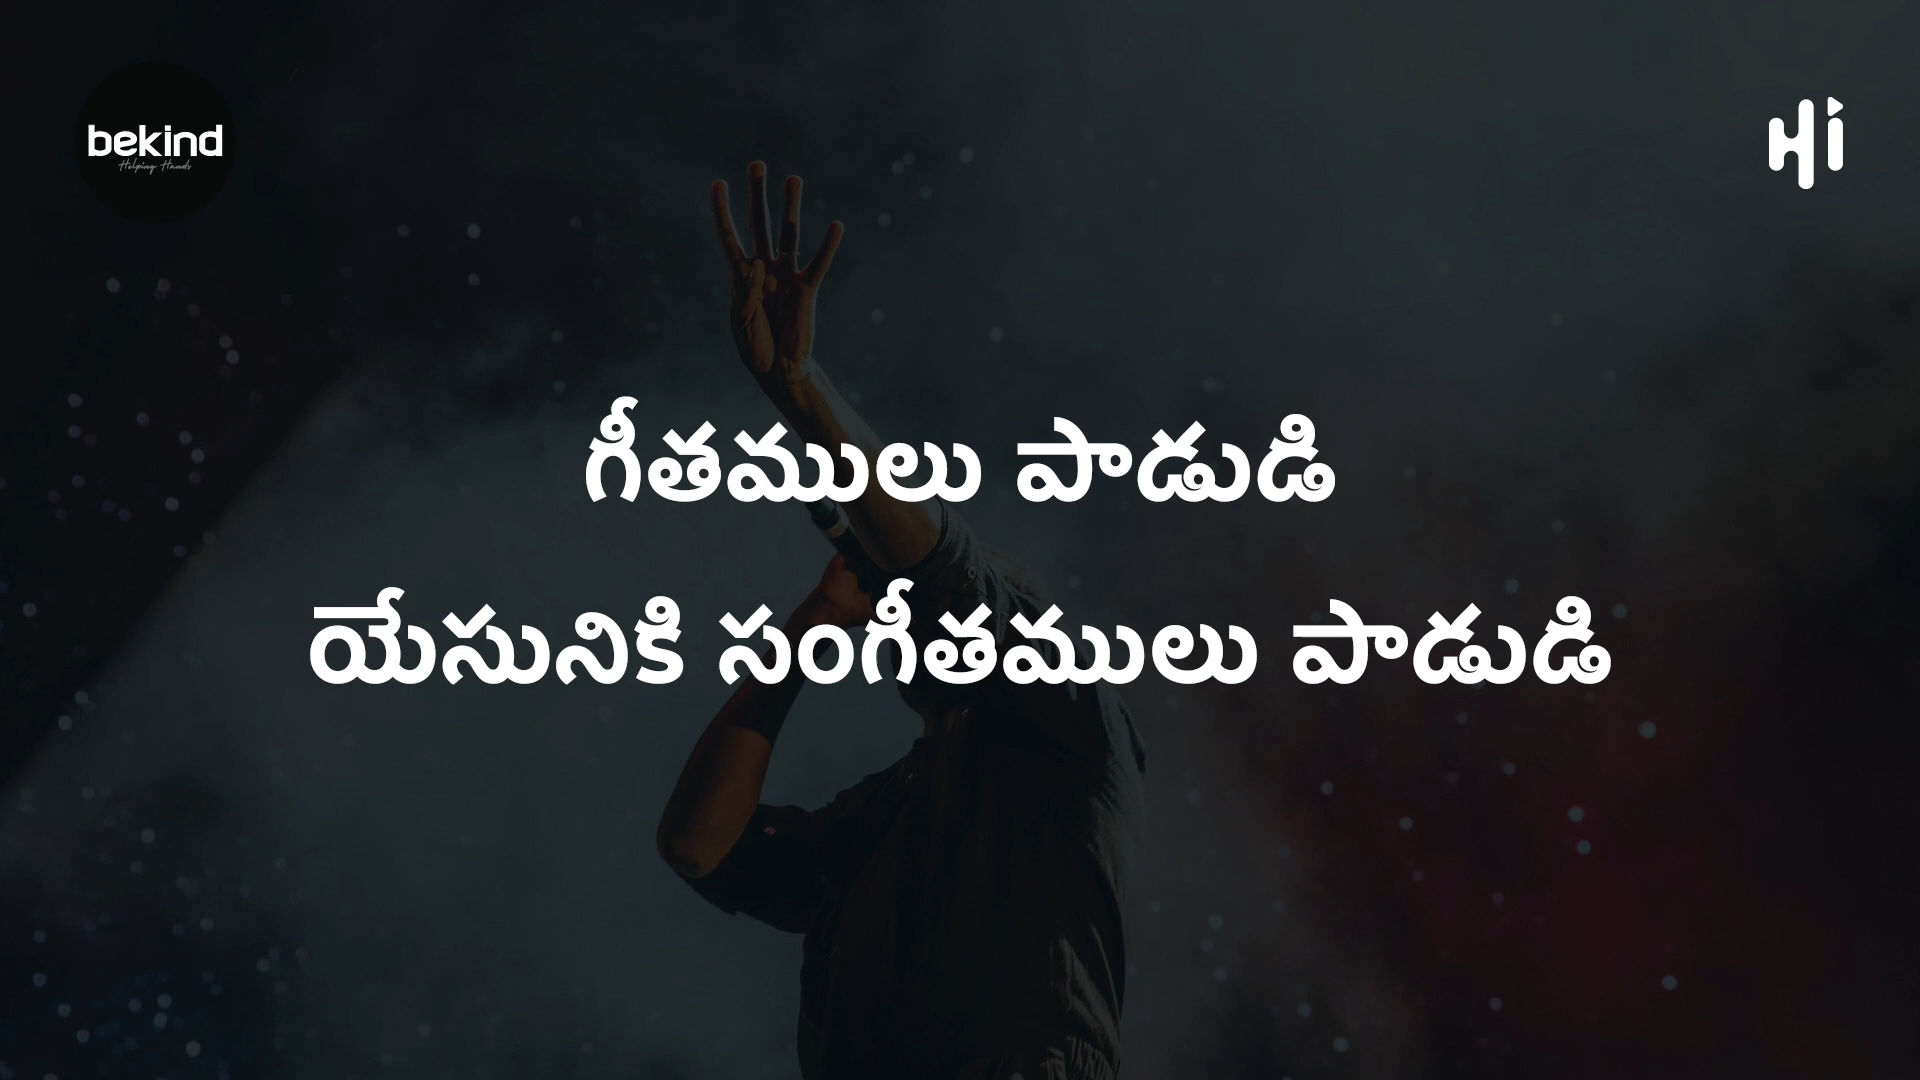 bekind
Helping Hands
Hi
గీతములు పాడుడి
యేసునికి సంగీతములు పాడుడి